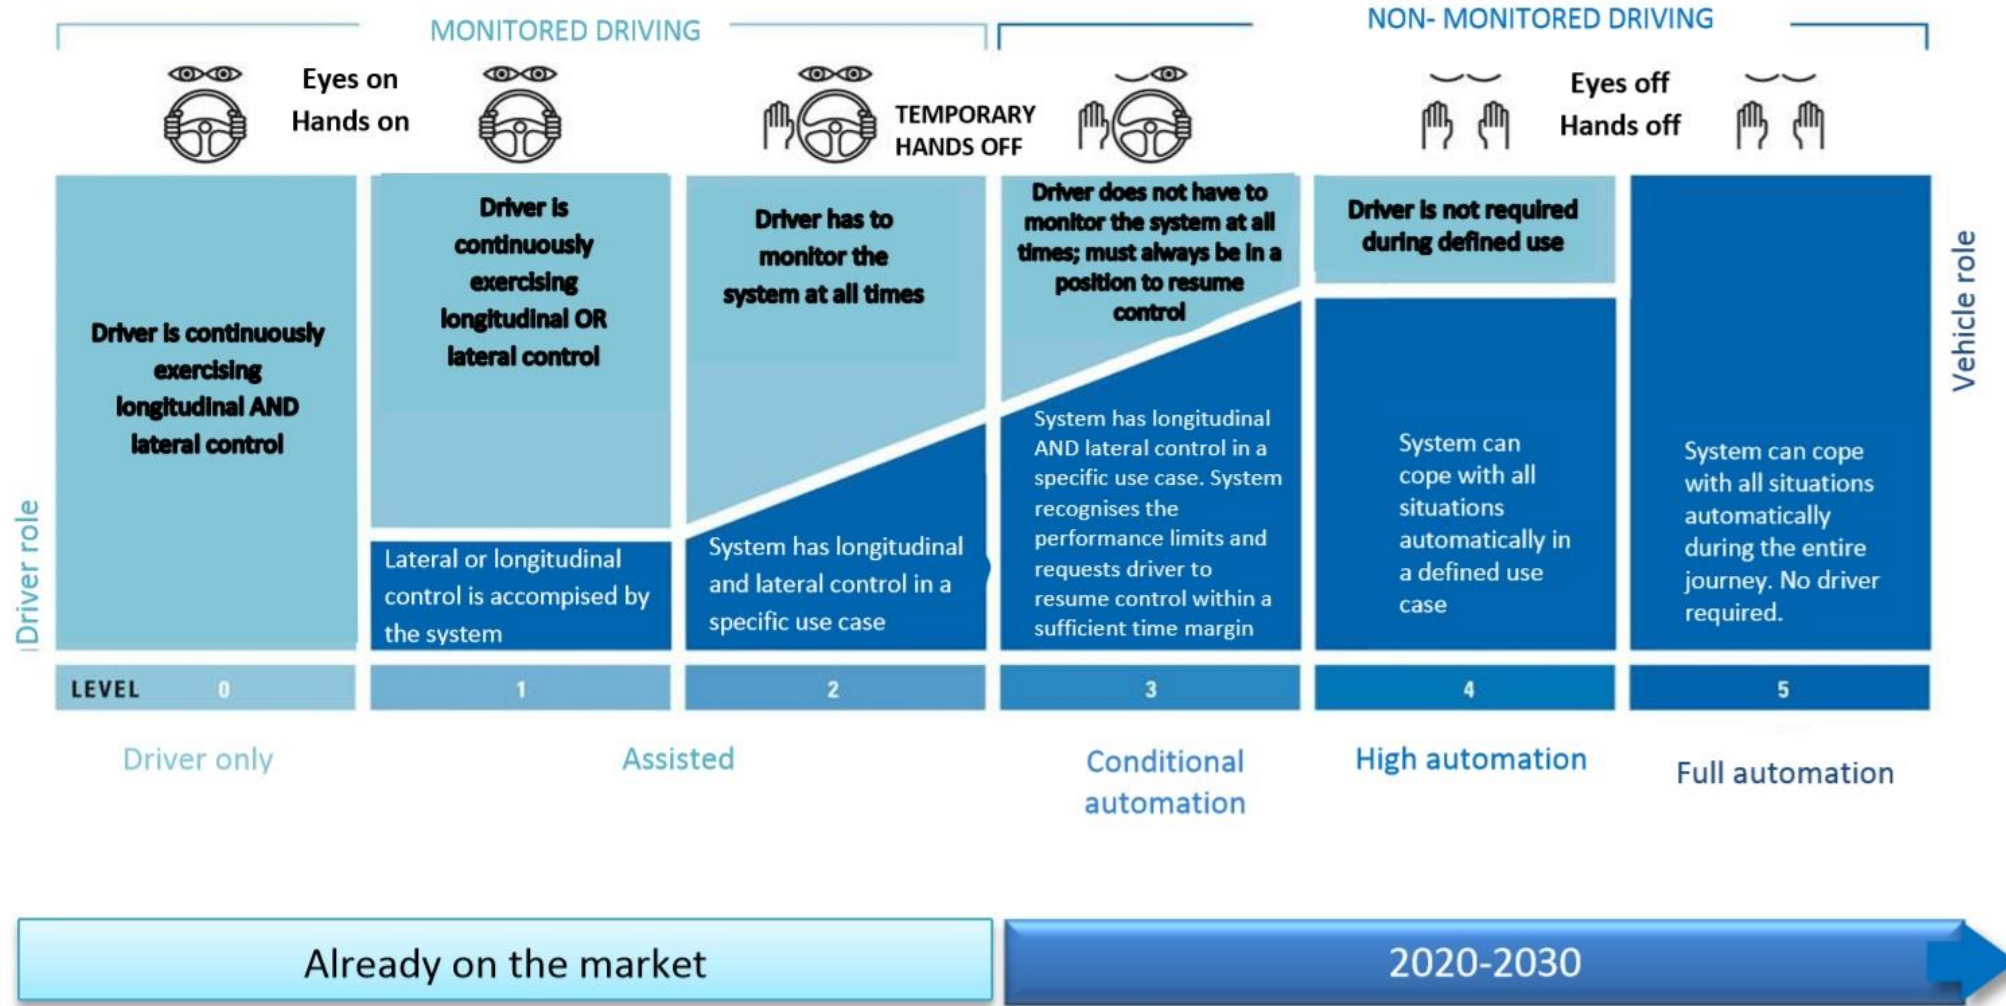 MONITORED DRIVING
NON- MONITORED DRIVING
Eyes on
Hands on
TEMPORARY
HANDS OFF
Eyes off
Hands off
Driver role
Driver is continuously
exercising
longitudinal AND
lateral control
Driver is
continuously
exercising
longitudinal OR
lateral control
Lateral or longitudinal
control is accompised by
the system
Driver has to
monitor the
system at all times
System has longitudinal
and lateral control in a
specific use case
Driver does not have to
monitor the system at all
times; must always be in a
position to resume
control
System has longitudinal
AND lateral control in a
specific use case. System
recognises the
performance limits and
requests driver to
resume control within a
sufficient time margin
Driver is not required
during defined use
System can
cope with all
situations
automatically in
a defined use
case
System can cope
with all situations
automatically
during the entire
journey. No driver
required.
Vehicle role
LEVEL 0 1 2 3 4 5
Driver only
Assisted
Conditional
automation
High automation
Full automation
Already on the market
2020-2030